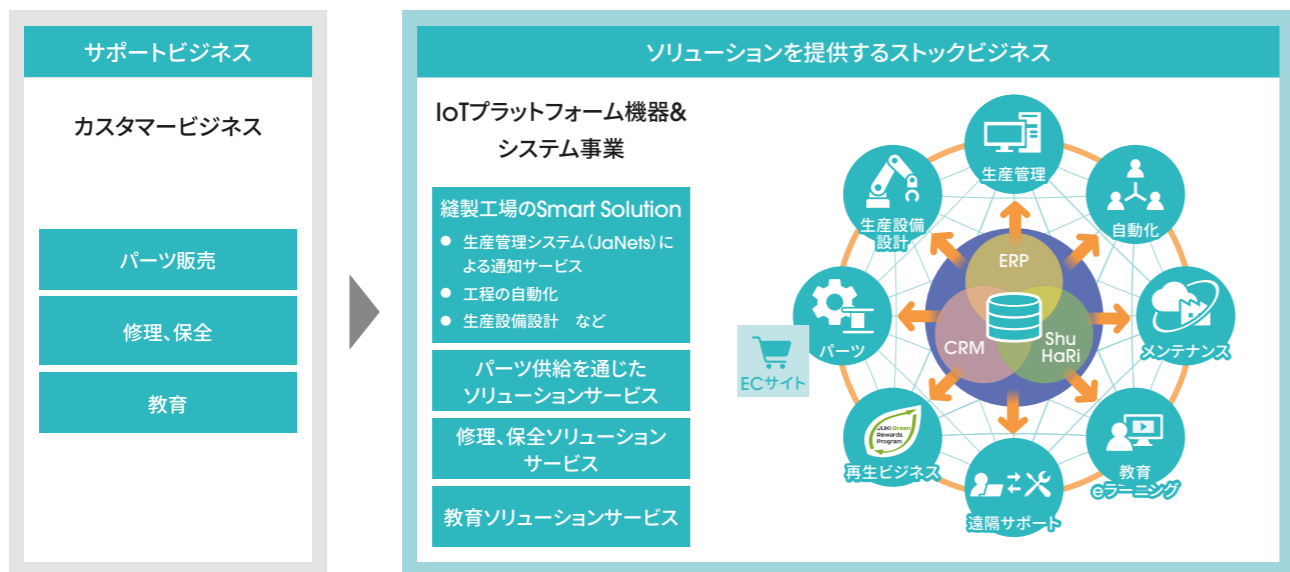 サポートビジネス
カスタマービジネス
パーツ販売
修理、保全
教育
ソリューションを提供するストックビジネス
IoTプラットフォーム機器&
システム事業
縫製工場のSmart Solution
● 生産管理システム（JaNets）に
よる通知サービス
● 工程の自動化
● 生産設備設計　など
パーツ供給を通じた
ソリューションサービス
修理、保全ソリューション
サービス
教育ソリューションサービス
生産管理
自動化
メンテナンス
教育
eラーニング
遠隔サポート
JUKI Green
Rewards
Program
再生ビジネス
パーツ
ECサイト
生産設備
設計
ERP
CRM
Shu
HaRi